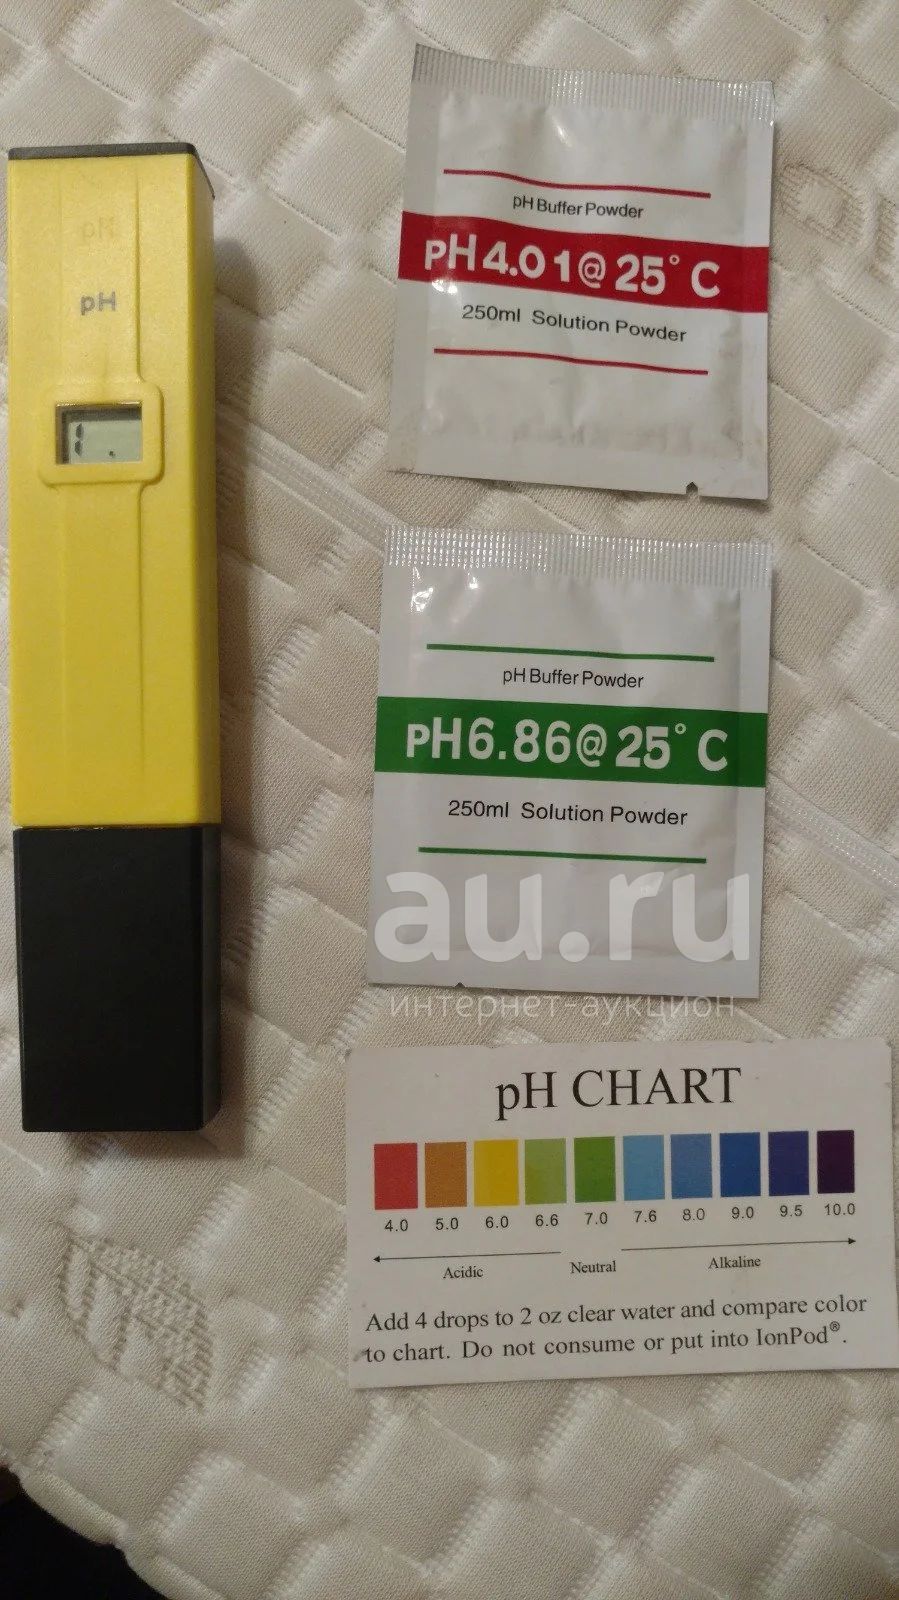 pH
pH Buffer Powder
pH4.01@25°C
250ml Solution Powder
pH Buffer Powder
pH6.86@25°C
250ml Solution Powder
au.ru
интернет-аукцион
pH CHART
4.0 5.0 6.0 6.6 7.0 7.6 8.0 9.0 9.5 10.0
Acidic Neutral Alkaline
Add 4 drops to 2 oz clear water and compare color
to chart. Do not consume or put into IonPod®.